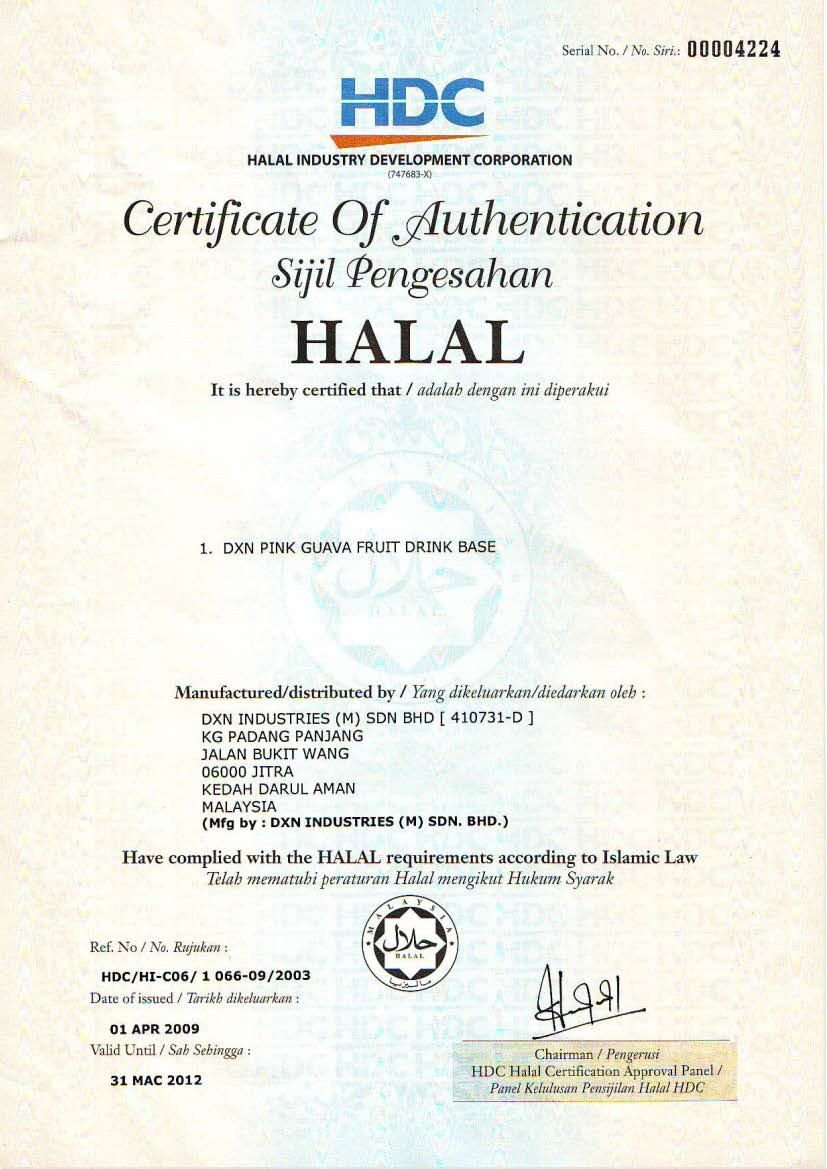 Serial No. / No. Siri.: 00004224
HDC
HALAL INDUSTRY DEVELOPMENT CORPORATION
(747683-X)
Certificate Of Authentication
Sijil Pengesahan
HALAL
It is hereby certified that / adalah dengan ini diperakui
1. DXN PINK GUAVA FRUIT DRINK BASE
حلال
HALAL
Manufactured/distributed by / Yang dikeluarkan/diedarkan oleh :
DXN INDUSTRIES (M) SDN BHD [ 410731-D ]
KG PADANG PANJANG
JALAN BUKIT WANG
06000 JITRA
KEDAH DARUL AMAN
MALAYSIA
(Mfg by : DXN INDUSTRIES (M) SDN. BHD.)
Have complied with the HALAL requirements according to Islamic Law
Telah mematuhi peraturan Halal mengikut Hukum Syarak
MALAYSIA
حلال
HALAL
مليسيا
Ref. No / No. Rujukan :
HDC/HI-C06/ 1 066-09/2003
Date of issued / Tarikh dikeluarkan :
01 APR 2009
Valid Until / Sah Sehingga :
31 MAC 2012
Chairman / Pengerusi
HDC Halal Certification Approval Panel /
Panel Kelulusan Pensijilan Halal HDC